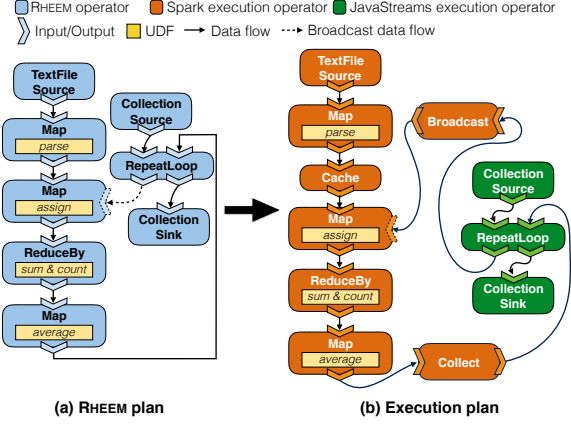 RHEEM operator
Spark execution operator
JavaStreams execution operator
Input/Output
UDF
Data flow
Broadcast data flow
TextFile
Source
Map
parse
Map
assign
ReduceBy
sum & count
Map
average
Collection
Source
RepeatLoop
Collection
Sink
(a) RHEEM plan
TextFile
Source
Map
parse
Cache
Map
assign
ReduceBy
sum & count
Map
average
Broadcast
Collection
Source
RepeatLoop
Collection
Sink
Collect
(b) Execution plan